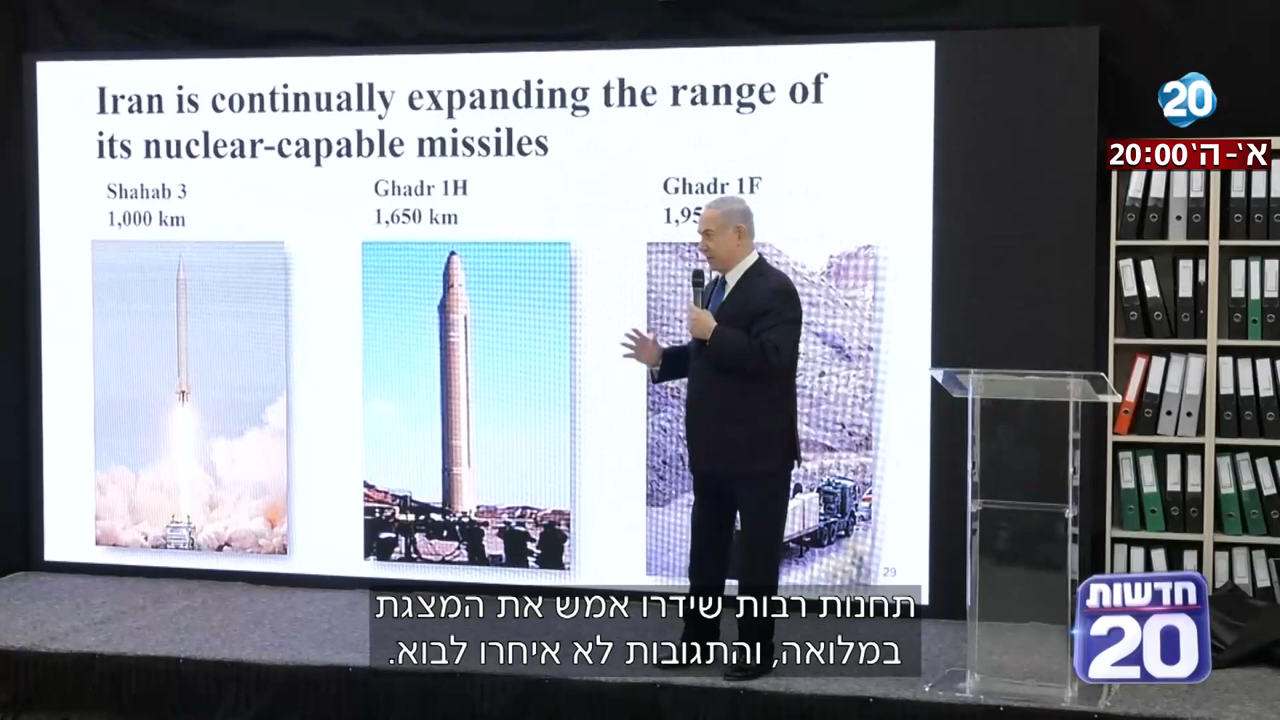 Iran is continually expanding the range of
its nuclear-capable missiles
Shahab 3
1,000 km
Ghadr 1H
1,650 km
Ghadr 1F
1,95
29
20
א'-ה' 20:00
תחנות רבות שידרו אמש את המצגת
במלואה, והתגובות לא איחרו לבוא.
חדשות
20